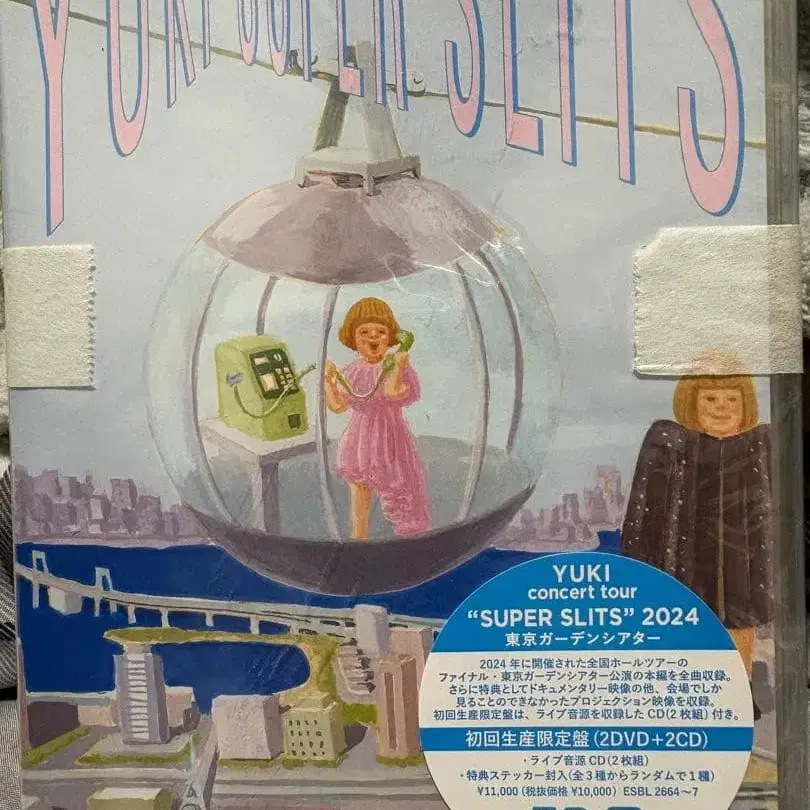 YUKI SUPER SLITS
YUKI
concert tour
“SUPER SLITS” 2024
東京ガーデンシアター
2024 年に開催された全国ホールツアーの
ファイナル・東京ガーデンシアター公演の本編を全曲収録。
さらに特典としてドキュメンタリー映像の他、会場でしか
見ることのできなかったプロジェクション映像を収録。
初回生産限定盤は、ライブ音源を収録した CD(2 枚組) 付き。
初回生産限定盤(2DVD+2CD)
・ライブ音源 CD(2 枚組)
・特典ステッカー封入(全 3 種からランダムで 1 種)
¥11,000 (税抜価格 ¥10,000) ESBL 2664〜7